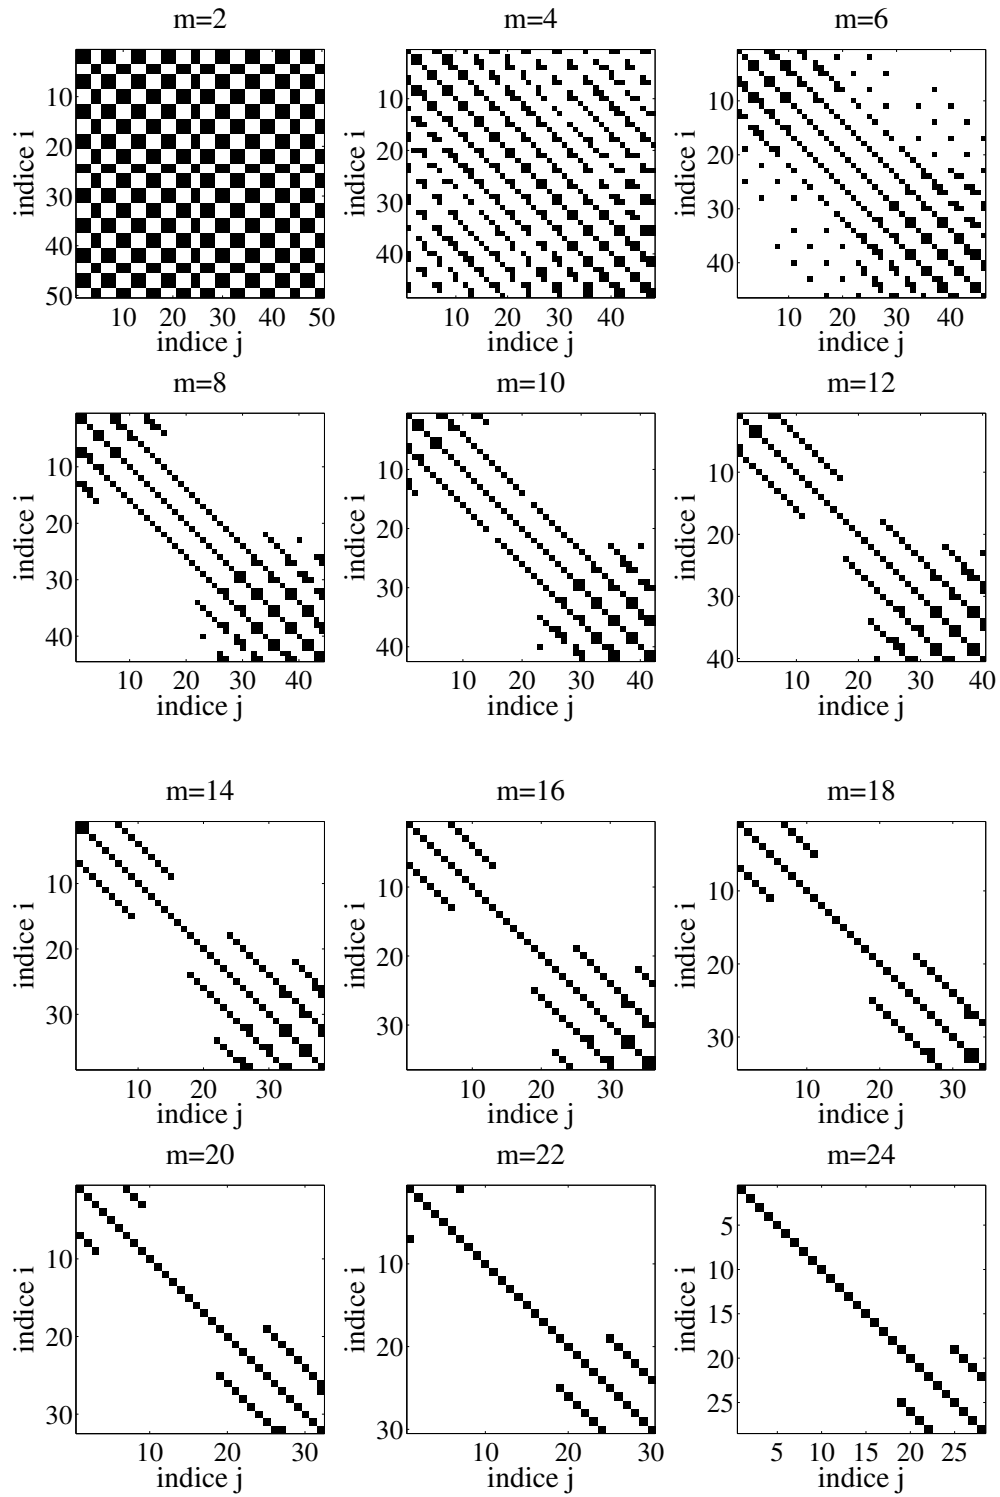 m=2 m=4 m=6
indice i 10 20 30 40 50
10 20 30 40 50
indice j
indice i 10 20 30 40
10 20 30 40
indice j
indice i 10 20 30 40
10 20 30 40
indice j
m=8 m=10 m=12
indice i 10 20 30 40
10 20 30 40
indice j
indice i 10 20 30 40
10 20 30 40
indice j
indice i 10 20 30 40
10 20 30 40
indice j
m=14 m=16 m=18
indice i 10 20 30
10 20 30
indice j
indice i 10 20 30
10 20 30
indice j
indice i 10 20 30
10 20 30
indice j
m=20 m=22 m=24
indice i 10 20 30
10 20 30
indice j
indice i 10 20 30
10 20 30
indice j
indice i 5 10 15 20 25
5 10 15 20 25
indice j